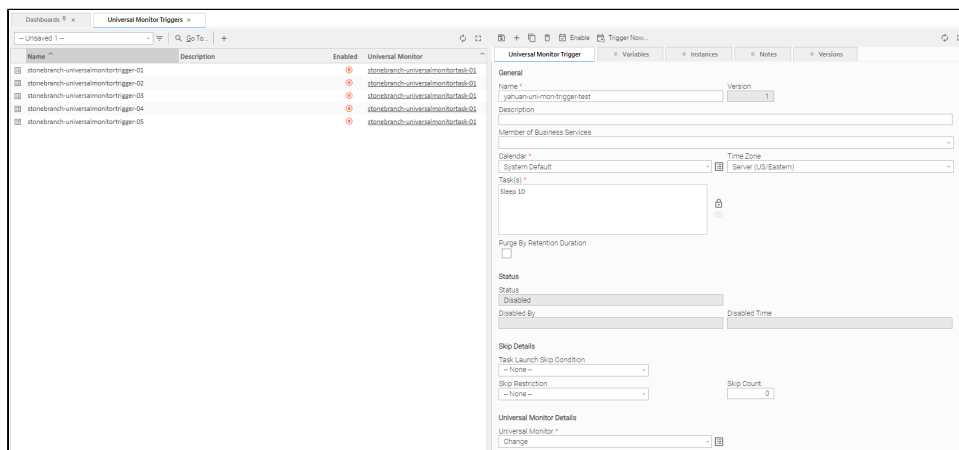 Dashboards
Universal Monitor Triggers
-- Unsaved 1 --
Go To...
Enable
Trigger Now...
Name
Description
Enabled
Universal Monitor
stonebranch-universalmonitortrigger-01
stonebranch-universalmonitortask-01
stonebranch-universalmonitortrigger-02
stonebranch-universalmonitortask-01
stonebranch-universalmonitortrigger-03
stonebranch-universalmonitortask-01
stonebranch-universalmonitortrigger-04
stonebranch-universalmonitortask-01
stonebranch-universalmonitortrigger-05
stonebranch-universalmonitortask-01
Universal Monitor Trigger
Variables
Instances
Notes
Versions
General
Name *
Version
yahuan-uni-mon-trigger-test
1
Description
Member of Business Services
Calendar *
Time Zone
System Default
Server (US/Eastern)
Task(s) *
Sleep 10
Purge By Retention Duration
Status
Status
Disabled
Disabled By
Disabled Time
Skip Details
Task Launch Skip Condition
-- None --
Skip Restriction
Skip Count
-- None --
0
Universal Monitor Details
Universal Monitor *
Change